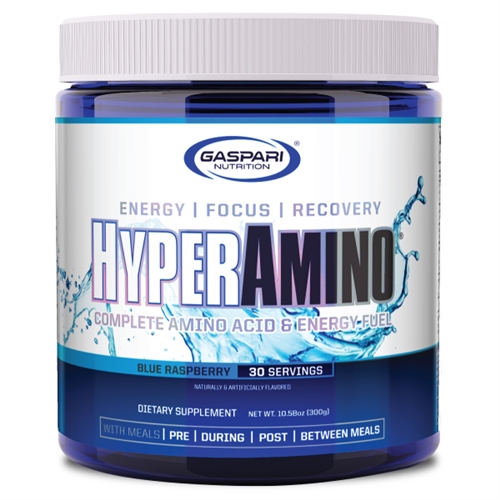 GASPARI
NUTRITION
ENERGY | FOCUS | RECOVERY
HYPERAMINO®
COMPLETE AMINO ACID & ENERGY FUEL
BLUE RASPBERRY 30 SERVINGS
NATURALLY & ARTIFICIALLY FLAVORED
DIETARY SUPPLEMENT NET WT. 10.58oz (300g)
WITH MEALS | PRE | DURING | POST | BETWEEN MEALS